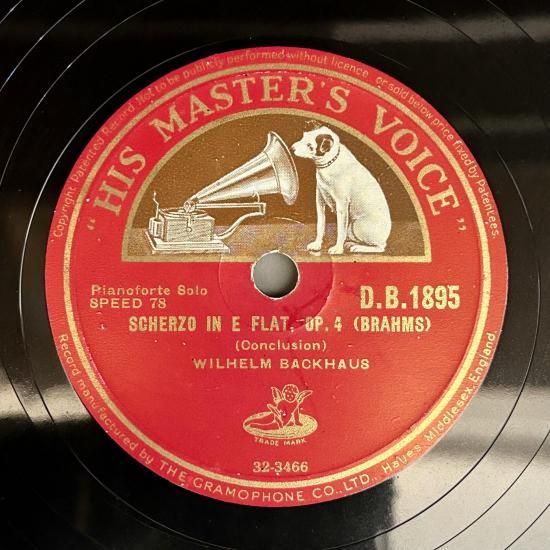 Copyright Patented Record Not to be publicly performed without licence or sold below price fixed by Patentees.
"HIS MASTER'S VOICE"
Pianoforte Solo
SPEED 78
D.B.1895
SCHERZO IN E FLAT, OP. 4 (BRAHMS)
(Conclusion)
WILHELM BACKHAUS
TRADE MARK
32-3466
Record manufactured by THE GRAMOPHONE CO., LTD., Hayes, Middlesex, England.